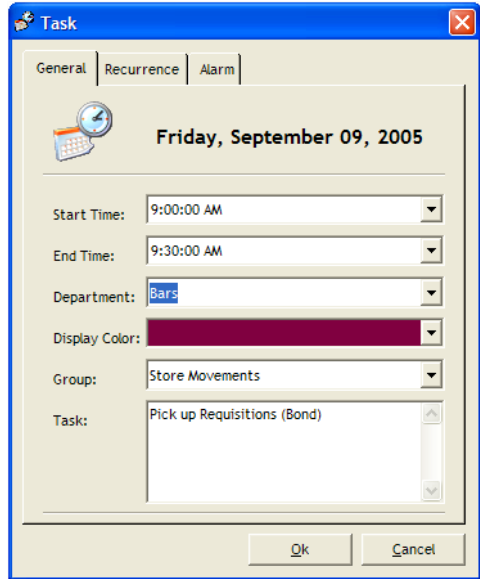 Task
General Recurrence Alarm
Friday, September 09, 2005
Start Time: 9:00:00 AM
End Time: 9:30:00 AM
Department: Bars
Display Color:
Group: Store Movements
Task: Pick up Requisitions (Bond)
Ok Cancel